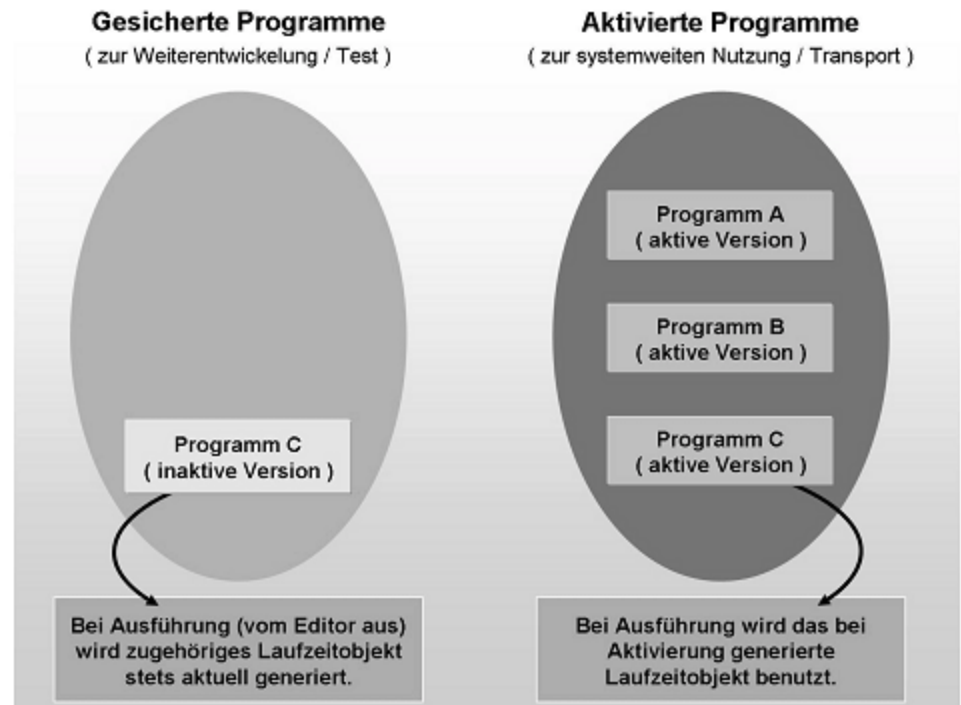 Gesicherte Programme
( zur Weiterentwickelung / Test )
Programm C
( inaktive Version )
Bei Ausführung (vom Editor aus)
wird zugehöriges Laufzeitobjekt
stets aktuell generiert.
Aktivierte Programme
( zur systemweiten Nutzung / Transport )
Programm A
( aktive Version )
Programm B
( aktive Version )
Programm C
( aktive Version )
Bei Ausführung wird das bei
Aktivierung generierte
Laufzeitobjekt benutzt.